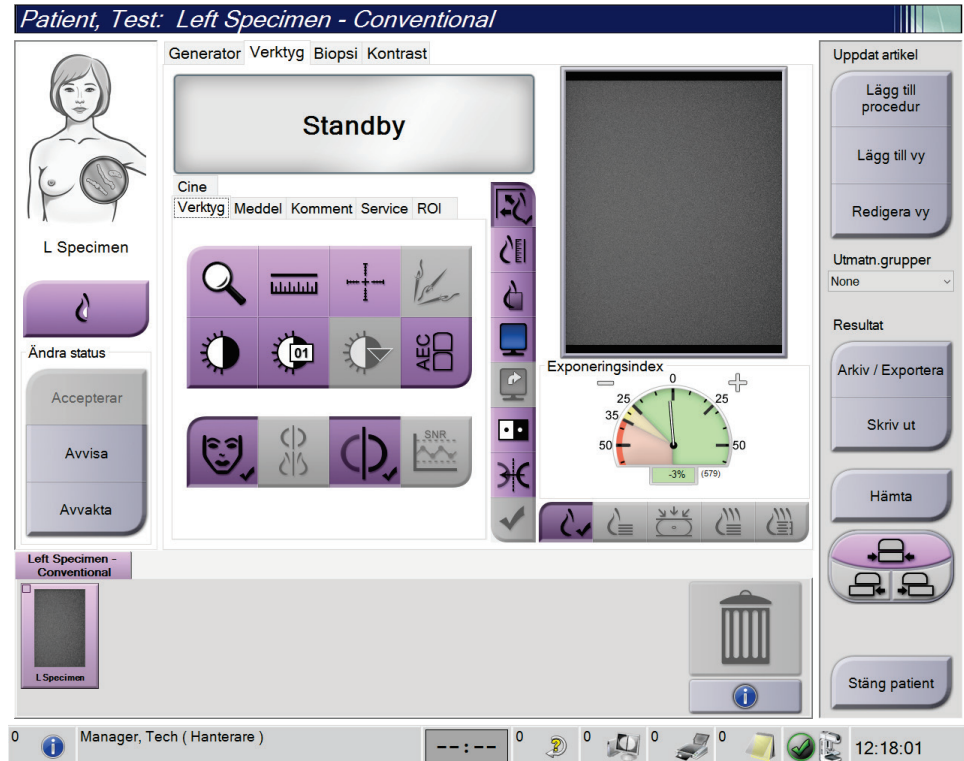 Patient, Test: Left Specimen - Conventional
Generator Verktyg Biopsi Kontrast
Standby
Cine
Verktyg Meddel Komment Service ROI
01
AEC
SNR
L Specimen
Ändra status
Accepterar
Avvisa
Avvakta
Exponeringsindex
0
25 25
35
50 50
-3% (579)
Uppdat artikel
Lägg till
procedur
Lägg till vy
Redigera vy
Utmatn.grupper
None
Resultat
Arkiv / Exportera
Skriv ut
Hämta
Stäng patient
Left Specimen -
Conventional
L Specimen
0 Manager, Tech ( Hanterare ) --:-- 0 0 0 0 12:18:01